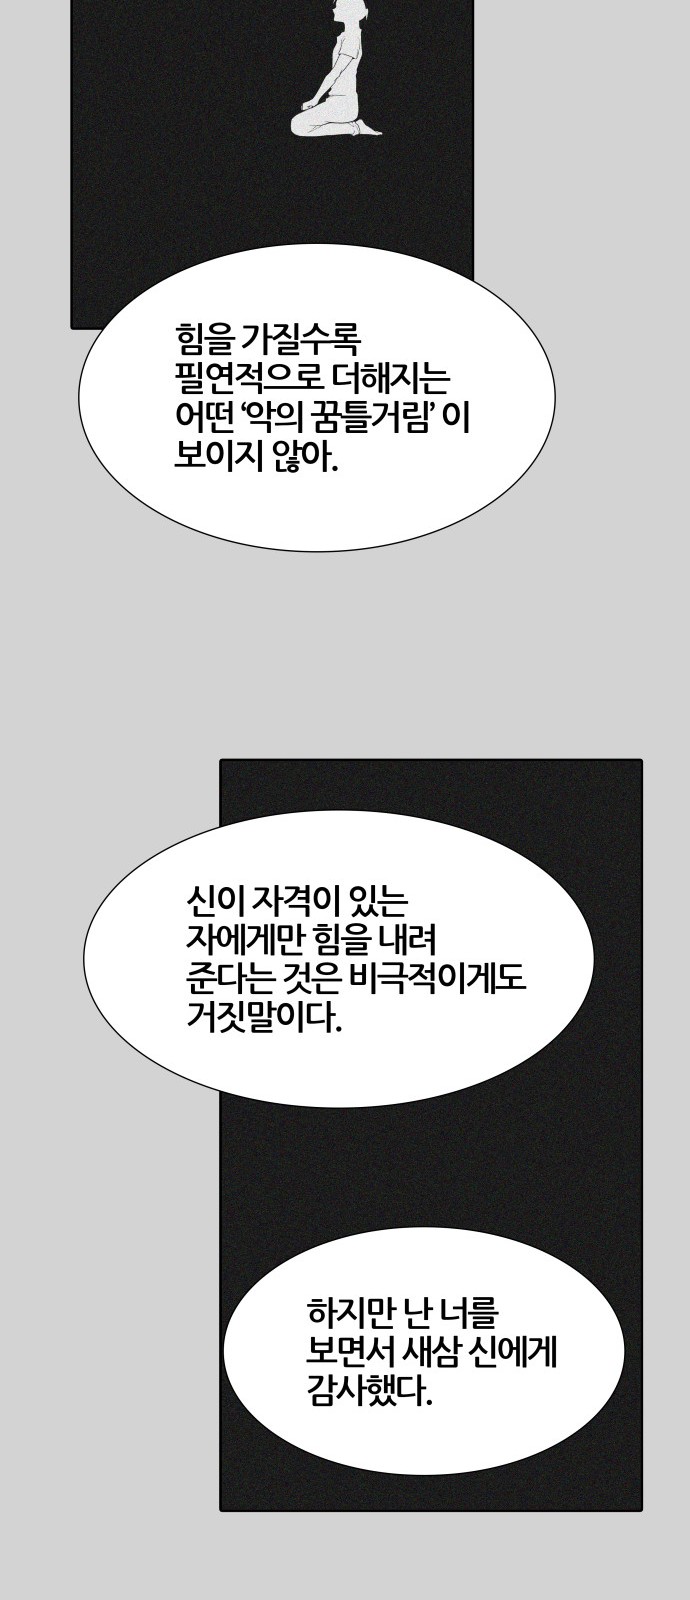 힘을 가질수록
필연적으로 더해지는
어떤 ‘악의 꿈틀거림’ 이
보이지 않아.
신이 자격이 있는
자에게만 힘을 내려
준다는 것은 비극적이게도
거짓말이다.
하지만 난 너를
보면서 새삼 신에게
감사했다.